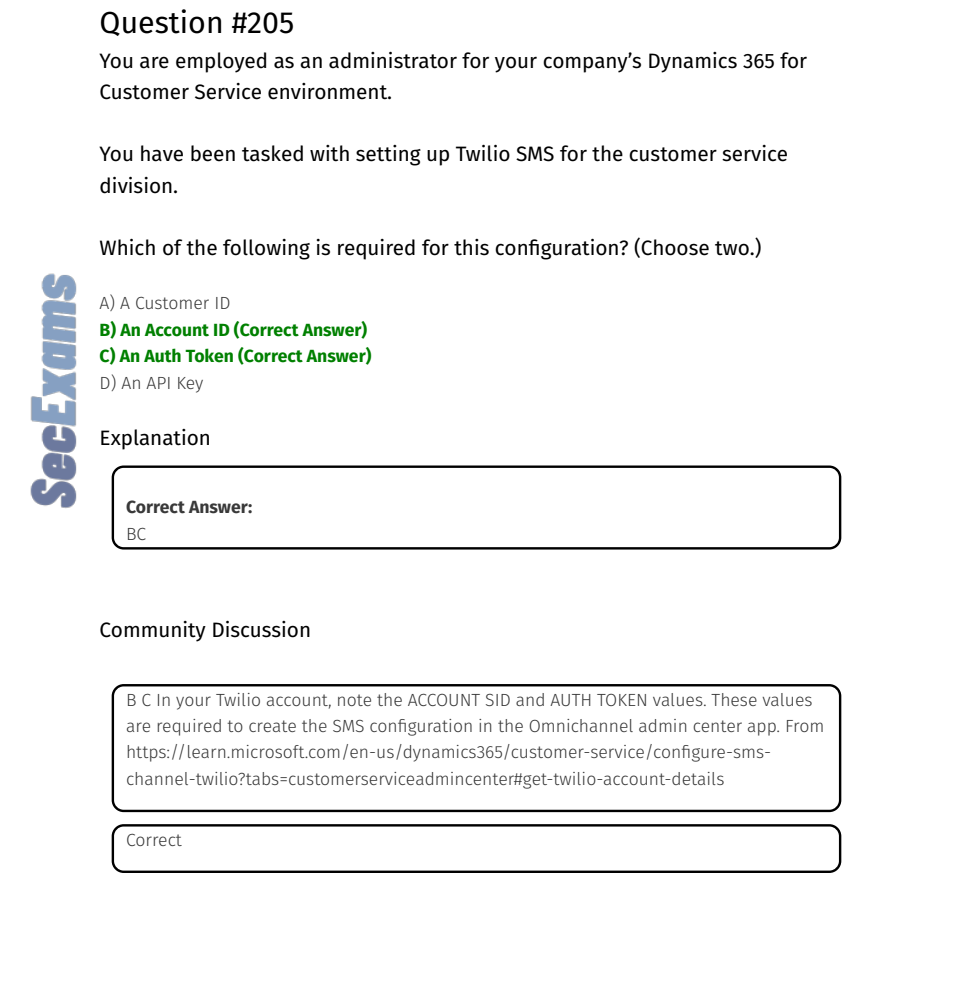 Question #205
You are employed as an administrator for your company’s Dynamics 365 for
Customer Service environment.
You have been tasked with setting up Twilio SMS for the customer service
division.
Which of the following is required for this configuration? (Choose two.)
A) A Customer ID
B) An Account ID (Correct Answer)
C) An Auth Token (Correct Answer)
D) An API Key
SecExams
Explanation
Correct Answer:
BC
Community Discussion
B C In your Twilio account, note the ACCOUNT SID and AUTH TOKEN values. These values
are required to create the SMS configuration in the Omnichannel admin center app. From
https://learn.microsoft.com/en-us/dynamics365/customer-service/configure-sms-
channel-twilio?tabs=customerserviceadmincenter#get-twilio-account-details
Correct